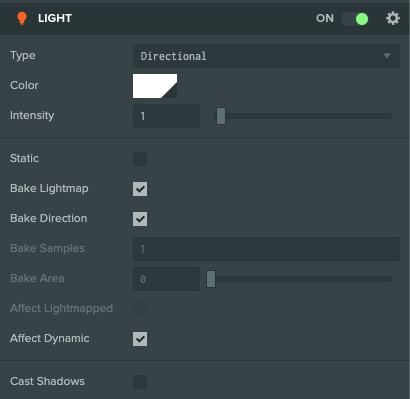 LIGHT ON
Type Directional
Color
Intensity 1
Static
Bake Lightmap
Bake Direction
Bake Samples 1
Bake Area 0
Affect Lightmapped
Affect Dynamic
Cast Shadows